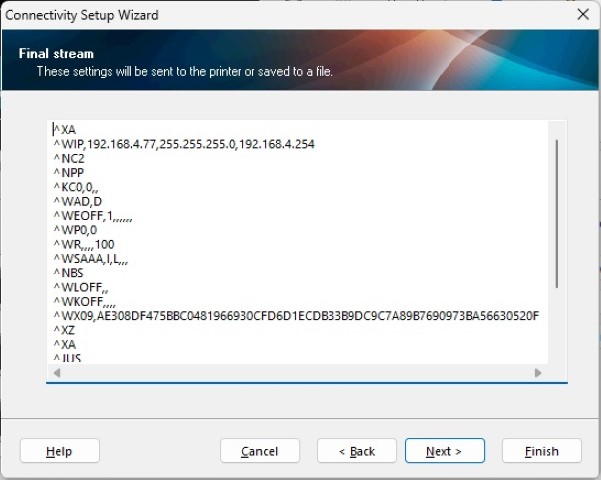 Connectivity Setup Wizard
Final stream
These settings will be sent to the printer or saved to a file.
^XA
^WIP,192.168.4.77,255.255.255.0,192.168.4.254
^NC2
^NPP
^KC0,0,,
^WAD,D
^WEOFF,1,,,,,,
^WP0,0
^WR,,,,100
^WSAAA,I,L,,,
^NBS
^WLOFF,,
^WKOFF,,,,
^WX09,AE308DF475BBC0481966930CFD6D1ECDB33B9DC9C7A89B7690973BA56630520F
^XZ
^XA
^JUS
Help
Cancel
< Back
Next >
Finish